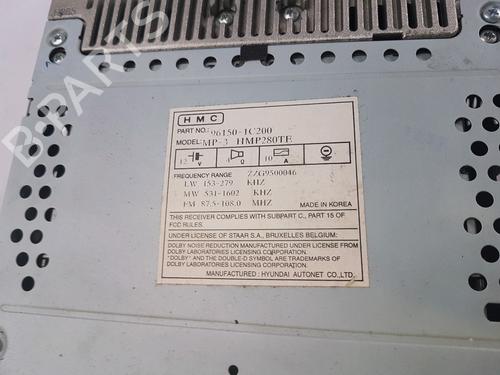 HMC
PART NO.: 96150-1C200
MODEL: MP-3 HMP280TE
12 V 4 Ω 10 A
FREQUENCY RANGE ZZG9500046
LW 153-279 KHZ
MW 531-1602 KHZ
FM 87.5-108.0 MHZ MADE IN KOREA
THIS RECEIVER COMPLIES WITH SUBPART C, PART 15 OF
FCC RULES.
UNDER LICENSE OF STAAR S.A., BRUXELLES BELGIUM:
DOLBY NOISE REDUCTION MANUFACTURED UNDER LICENSE FROM
DOLBY LABORATORIES LICENSING CORPORATION.
"DOLBY" AND THE DOUBLE-D SYMBOL ARE TRADEMARKS OF
DOLBY LABORATORIES LICENSING CORPORATION.
MANUFACTURED: HYUNDAI AUTONET CO.,LTD.
B-PARTS